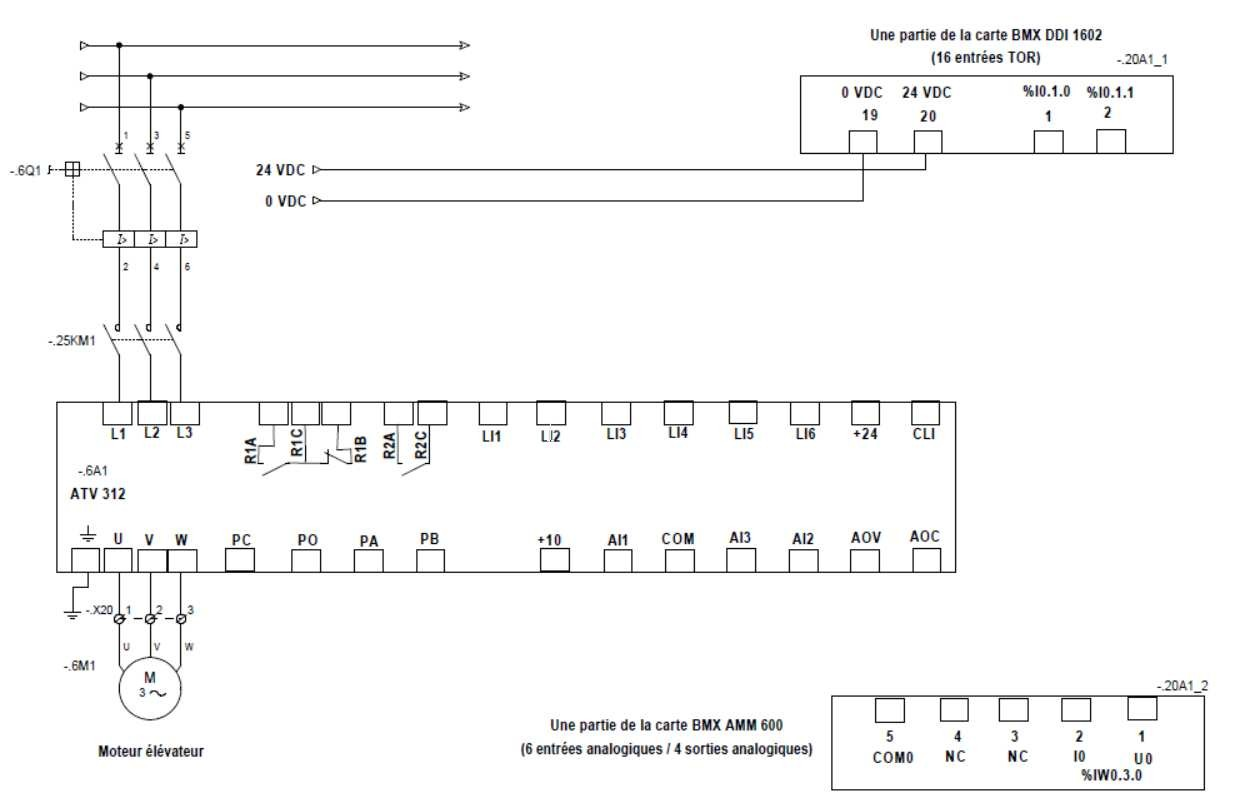 Une partie de la carte BMX DDI 1602
(16 entrées TOR)
-.20A1_1
0 VDC 24 VDC %I0.1.0 %I0.1.1
19 20 1 2
1 3 5
-.6Q1
24 VDC
0 VDC
I> I> I>
2 4 6
-.25KM1
L1 L2 L3 R1A R1C R1B R2A R2C LI1 LI2 LI3 LI4 LI5 LI6 +24 CLI
-.6A1
ATV 312
U V W PC PO PA PB +10 AI1 COM AI3 AI2 AOV AOC
-.X20 1 2 3
U V W
-.6M1
M
3
Moteur élévateur
Une partie de la carte BMX AMM 600
(6 entrées analogiques / 4 sorties analogiques)
-.20A1_2
5 4 3 2 1
COM0 NC NC I0 U0
%IW0.3.0